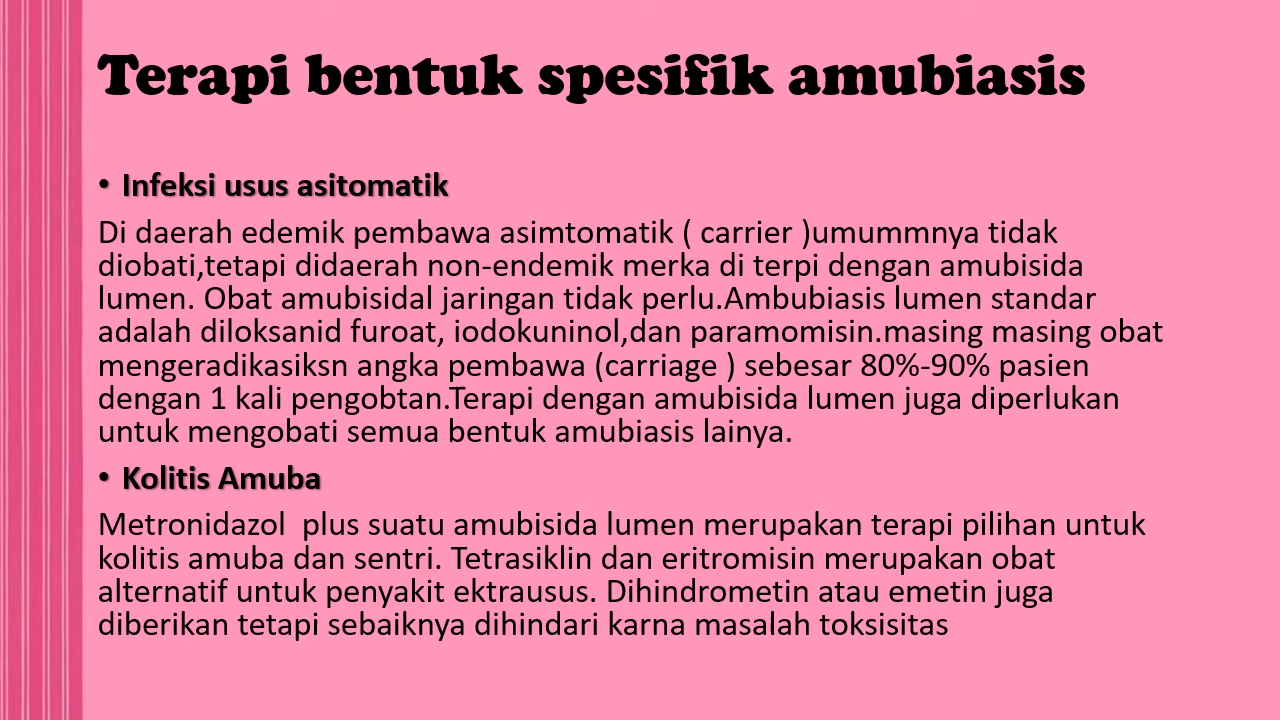 Terapi bentuk spesifik amubiasis
• Infeksi usus asitomatik
Di daerah edemik pembawa asimtomatik ( carrier )umummnya tidak
diobati,tetapi didaerah non-endemik merka di terpi dengan amubisida
lumen. Obat amubisidal jaringan tidak perlu.Ambubiasis lumen standar
adalah diloksanid furoat, iodokuninol,dan paramomisin.masing masing obat
mengeradikasiksn angka pembawa (carriage ) sebesar 80%-90% pasien
dengan 1 kali pengobtan.Terapi dengan amubisida lumen juga diperlukan
untuk mengobati semua bentuk amubiasis lainya.
• Kolitis Amuba
Metronidazol  plus suatu amubisida lumen merupakan terapi pilihan untuk
kolitis amuba dan sentri. Tetrasiklin dan eritromisin merupakan obat
alternatif untuk penyakit ektrausus. Dihindrometin atau emetin juga
diberikan tetapi sebaiknya dihindari karna masalah toksisitas